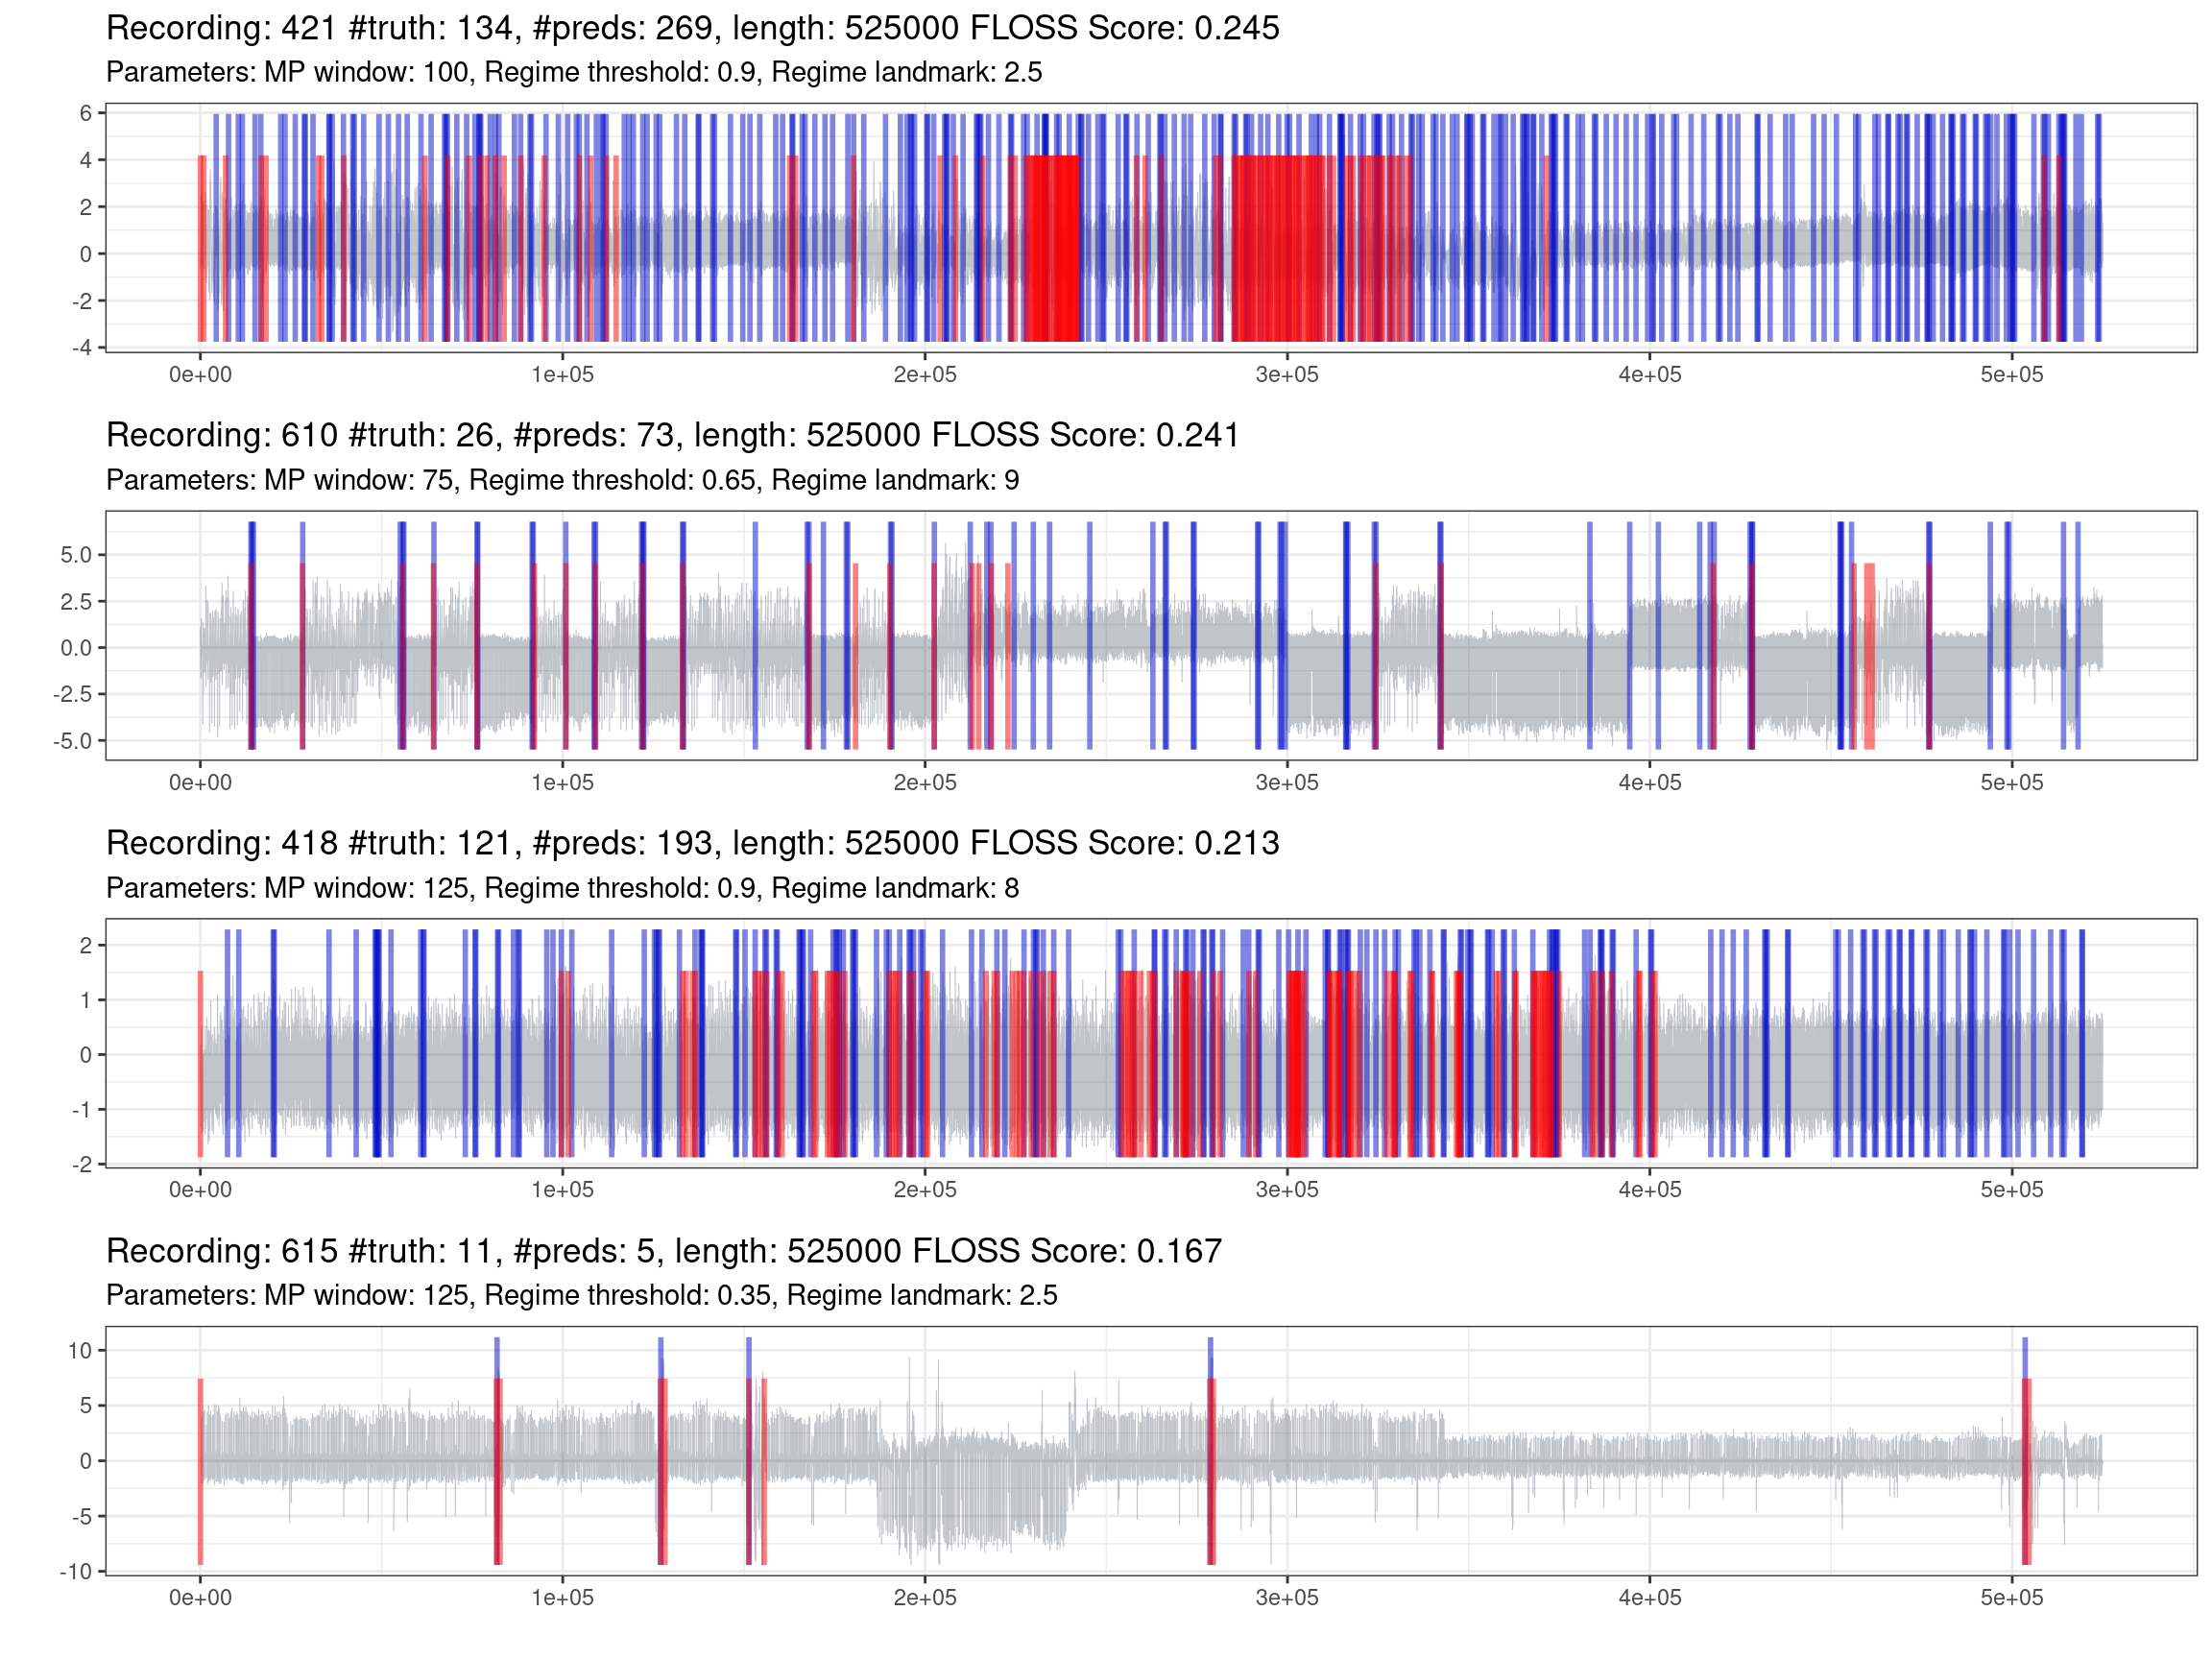 Recording: 421 #truth: 134, #preds: 269, length: 525000 FLOSS Score: 0.245
Parameters: MP window: 100, Regime threshold: 0.9, Regime landmark: 2.5
6
4
2
0
-2
-4
0e+00 1e+05 2e+05 3e+05 4e+05 5e+05
Recording: 610 #truth: 26, #preds: 73, length: 525000 FLOSS Score: 0.241
Parameters: MP window: 75, Regime threshold: 0.65, Regime landmark: 9
5.0
2.5
0.0
-2.5
-5.0
0e+00 1e+05 2e+05 3e+05 4e+05 5e+05
Recording: 418 #truth: 121, #preds: 193, length: 525000 FLOSS Score: 0.213
Parameters: MP window: 125, Regime threshold: 0.9, Regime landmark: 8
2
1
0
-1
-2
0e+00 1e+05 2e+05 3e+05 4e+05 5e+05
Recording: 615 #truth: 11, #preds: 5, length: 525000 FLOSS Score: 0.167
Parameters: MP window: 125, Regime threshold: 0.35, Regime landmark: 2.5
10
5
0
-5
-10
0e+00 1e+05 2e+05 3e+05 4e+05 5e+05